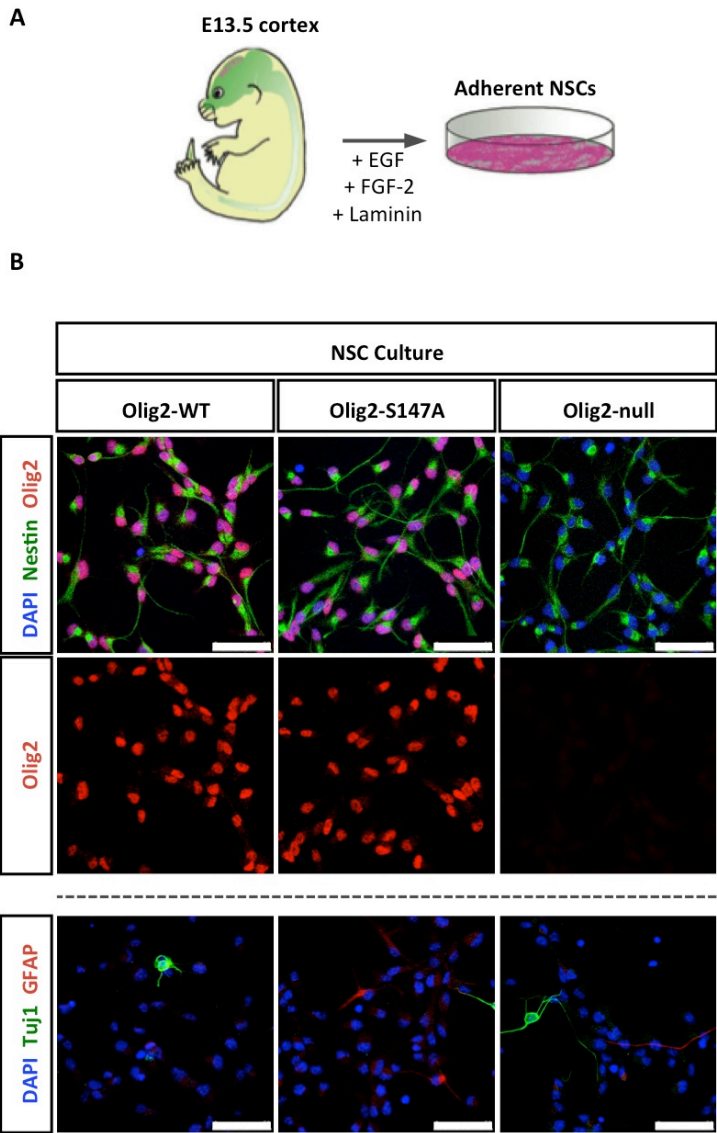 A
E13.5 cortex
Adherent NSCs
+ EGF
+ FGF-2
+ Laminin
B
NSC Culture
Olig2-WT
Olig2-S147A
Olig2-null
DAPI Nestin Olig2
Olig2
DAPI Tuj1 GFAP